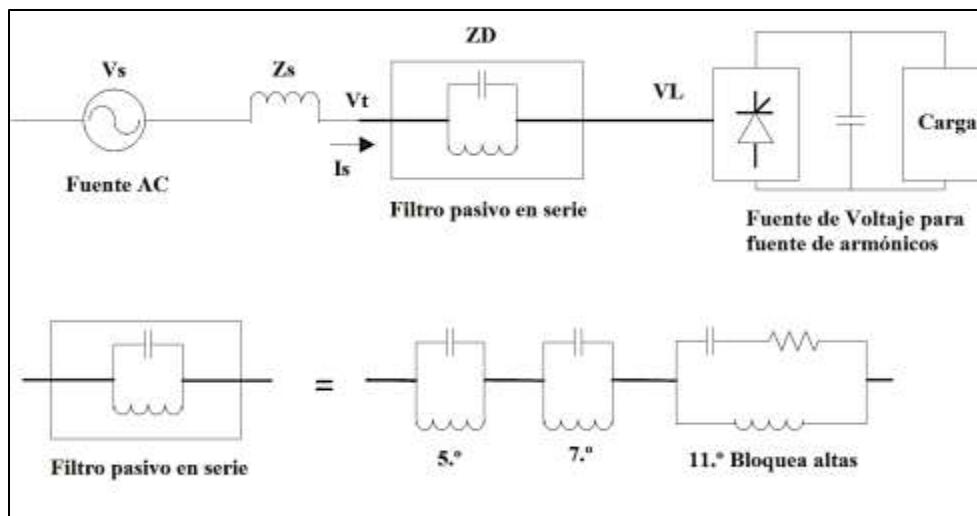 ZD
Vs
Zs
Vt
VL
Is
Carga
Fuente AC
Filtro pasivo en serie
Fuente de Voltaje para
fuente de armónicos
=
Filtro pasivo en serie
5.º
7.º
11.º Bloquea altas